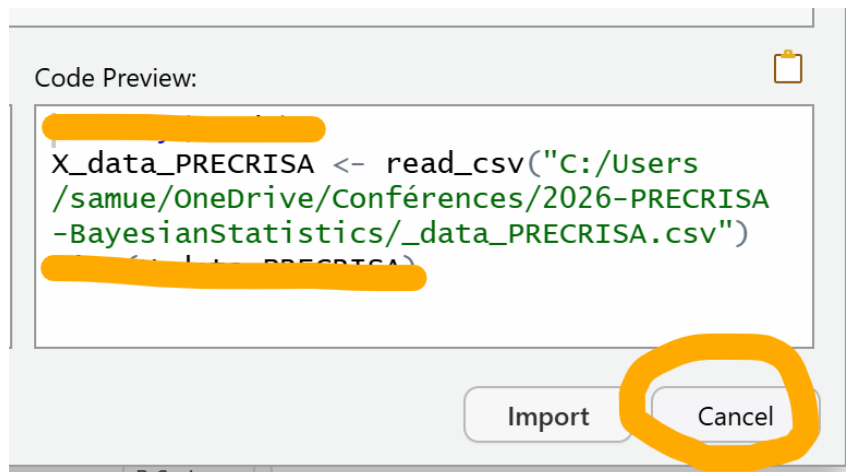 Code Preview:
X_data_PRECRISA <- read_csv("C:/Users
/samue/OneDrive/Conférences/2026-PRECRISA
-BayesianStatistics/_data_PRECRISA.csv")
Import
Cancel